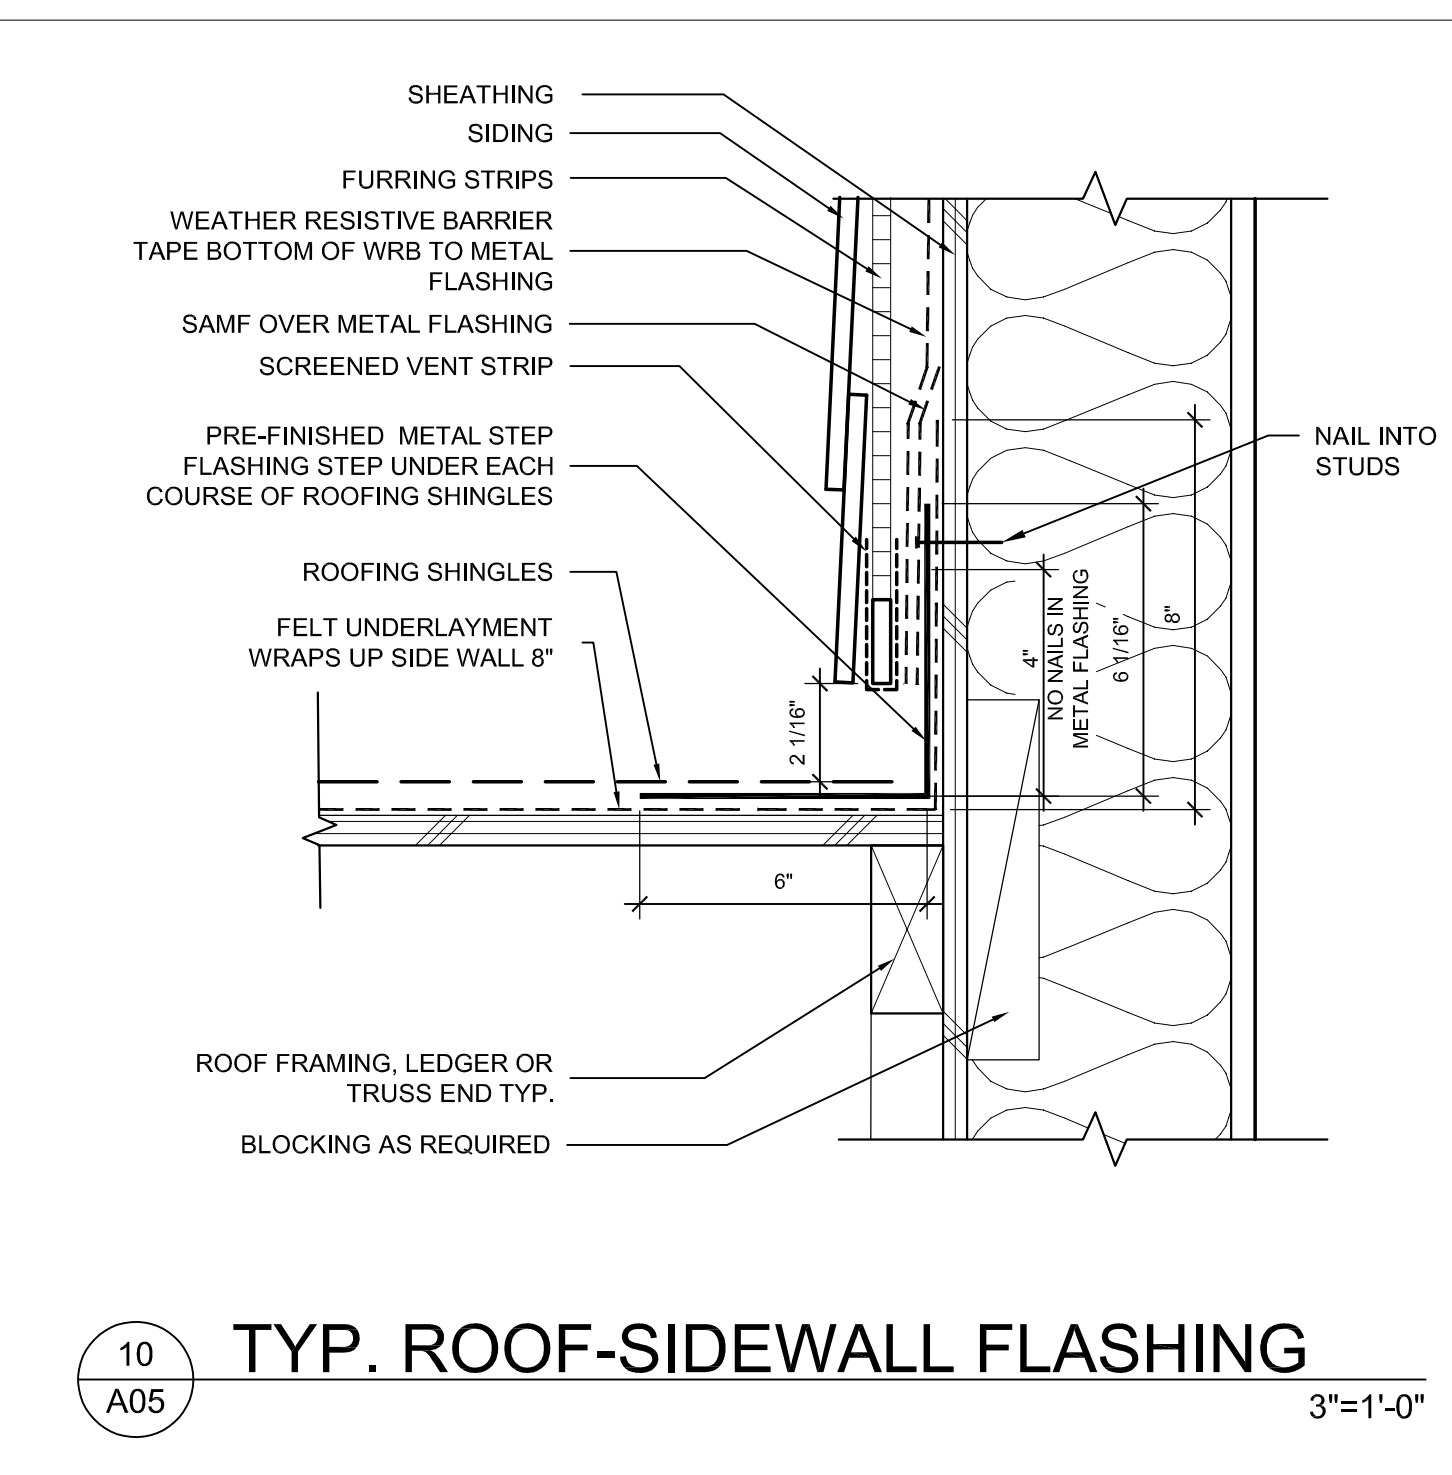 SHEATHING
SIDING
FURRING STRIPS
WEATHER RESISTIVE BARRIER
TAPE BOTTOM OF WRB TO METAL
FLASHING
SAMF OVER METAL FLASHING
SCREENED VENT STRIP
PRE-FINISHED METAL STEP
FLASHING STEP UNDER EACH
COURSE OF ROOFING SHINGLES
NAIL INTO
STUDS
ROOFING SHINGLES
FELT UNDERLAYMENT
WRAPS UP SIDE WALL 8"
2 1/16"
4"
NO NAILS IN
METAL FLASHING
6 1/16"
8"
6"
ROOF FRAMING, LEDGER OR
TRUSS END TYP.
BLOCKING AS REQUIRED
10
A05
TYP. ROOF-SIDEWALL FLASHING
3"=1'-0"